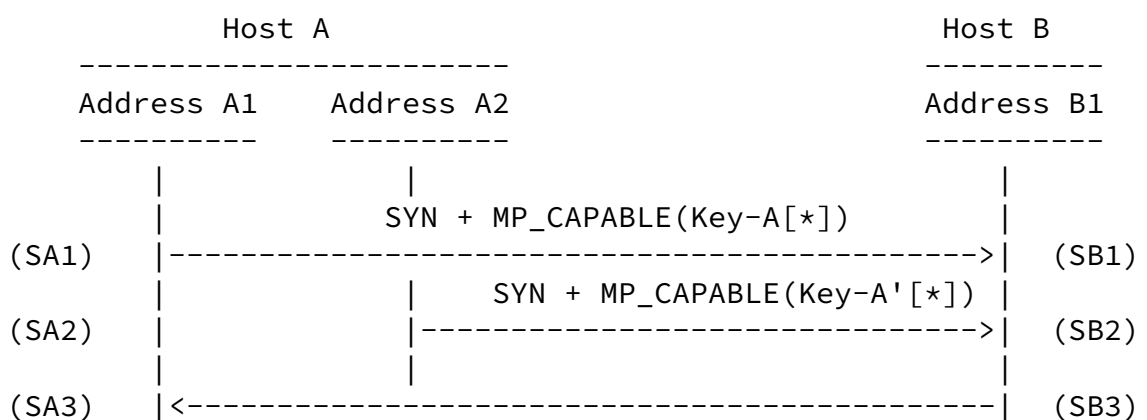 Host A                                  Host B
    ------------------------                       ----------
    Address A1    Address A2                       Address B1
    ----------    ----------                       ----------
        |             |                                |
        |            SYN + MP_CAPABLE(Key-A[*])        |
(SA1)   |--------------------------------------------->|  (SB1)
        |             |    SYN + MP_CAPABLE(Key-A'[*]) |
(SA2)   |             |------------------------------->|  (SB2)
        |             |                                |
(SA3)   |<---------------------------------------------|  (SB3)